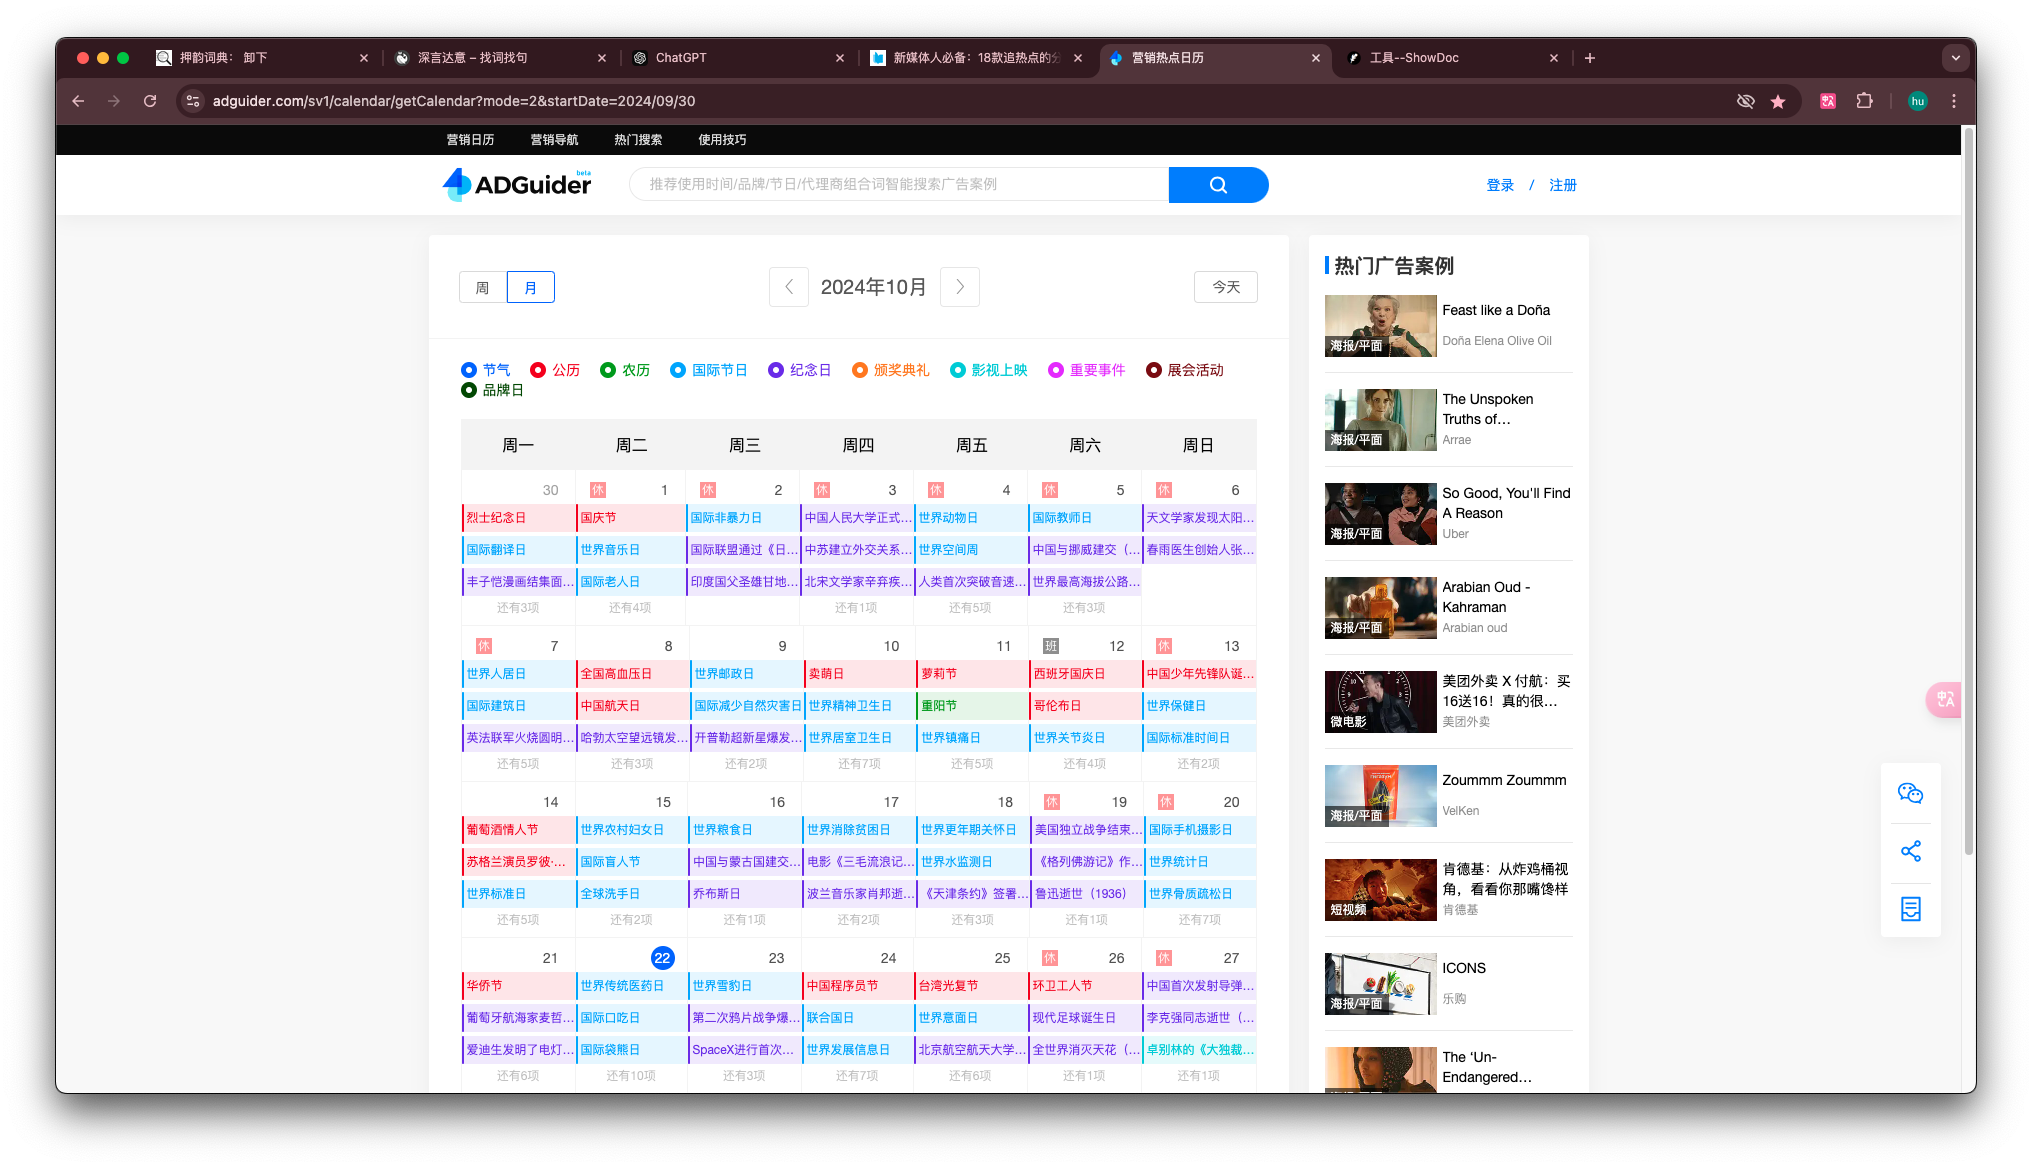 押韵词典： 卸下
深言达意 – 找词找句
ChatGPT
新媒体人必备：18款追热点的分
营销热点日历
工具--ShowDoc
adguider.com/sv1/calendar/getCalendar?mode=2&startDate=2024/09/30
hu
营销日历 营销导航 热门搜索 使用技巧
ADGuider beta
推荐使用时间/品牌/节日/代理商组合词智能搜索广告案例
登录 / 注册
周 月
2024年10月
今天
节气 公历 农历 国际节日 纪念日 颁奖典礼 影视上映 重要事件 展会活动
品牌日
周一 周二 周三 周四 周五 周六 周日
30 休 1 休 2 休 3 休 4 休 5 休 6
烈士纪念日 国庆节 国际非暴力日 中国人民大学正式... 世界动物日 国际教师日 天文学家发现太阳...
国际翻译日 世界音乐日 国际联盟通过《日... 中苏建立外交关系... 世界空间周 中国与挪威建交（... 春雨医生创始人张...
丰子恺漫画结集面... 国际老人日 印度国父圣雄甘地... 北宋文学家辛弃疾... 人类首次突破音速... 世界最高海拔公路...
还有3项 还有4项 还有1项 还有5项 还有3项
休 7 8 9 10 11 班 12 休 13
世界人居日 全国高血压日 世界邮政日 卖萌日 萝莉节 西班牙国庆日 中国少年先锋队诞...
国际建筑日 中国航天日 国际减少自然灾害日 世界精神卫生日 重阳节 哥伦布日 世界保健日
英法联军火烧圆明... 哈勃太空望远镜发... 开普勒超新星爆发... 世界居室卫生日 世界镇痛日 世界关节炎日 国际标准时间日
还有5项 还有3项 还有2项 还有7项 还有5项 还有4项 还有2项
14 15 16 17 18 休 19 休 20
葡萄酒情人节 世界农村妇女日 世界粮食日 世界消除贫困日 世界更年期关怀日 美国独立战争结束... 国际手机摄影日
苏格兰演员罗彼·... 国际盲人节 中国与蒙古国建交... 电影《三毛流浪记... 世界水监测日 《格列佛游记》作... 世界统计日
世界标准日 全球洗手日 乔布斯日 波兰音乐家肖邦逝... 《天津条约》签署... 鲁迅逝世（1936） 世界骨质疏松日
还有5项 还有2项 还有1项 还有2项 还有3项 还有1项 还有7项
21 22 23 24 25 休 26 休 27
华侨节 世界传统医药日 世界雪豹日 中国程序员节 台湾光复节 环卫工人节 中国首次发射导弹...
葡萄牙航海家麦哲... 国际口吃日 第二次鸦片战争爆... 联合国日 世界意面日 现代足球诞生日 李克强同志逝世（...
爱迪生发明了电灯... 国际袋熊日 SpaceX进行首次... 世界发展信息日 北京航空航天大学... 全世界消灭天花（... 卓别林的《大独裁...
还有6项 还有10项 还有3项 还有7项 还有6项 还有1项 还有1项
热门广告案例
海报/平面
Feast like a Doña
Doña Elena Olive Oil
海报/平面
The Unspoken
Truths of...
Arrae
海报/平面
So Good, You'll Find
A Reason
Uber
海报/平面
Arabian Oud -
Kahraman
Arabian oud
微电影
美团外卖 X 付航：买
16送16！真的很...
美团外卖
海报/平面
Zoummm Zoummm
VelKen
短视频
肯德基：从炸鸡桶视
角，看看你那嘴馋样
肯德基
海报/平面
ICONS
乐购
The ‘Un-
Endangered...